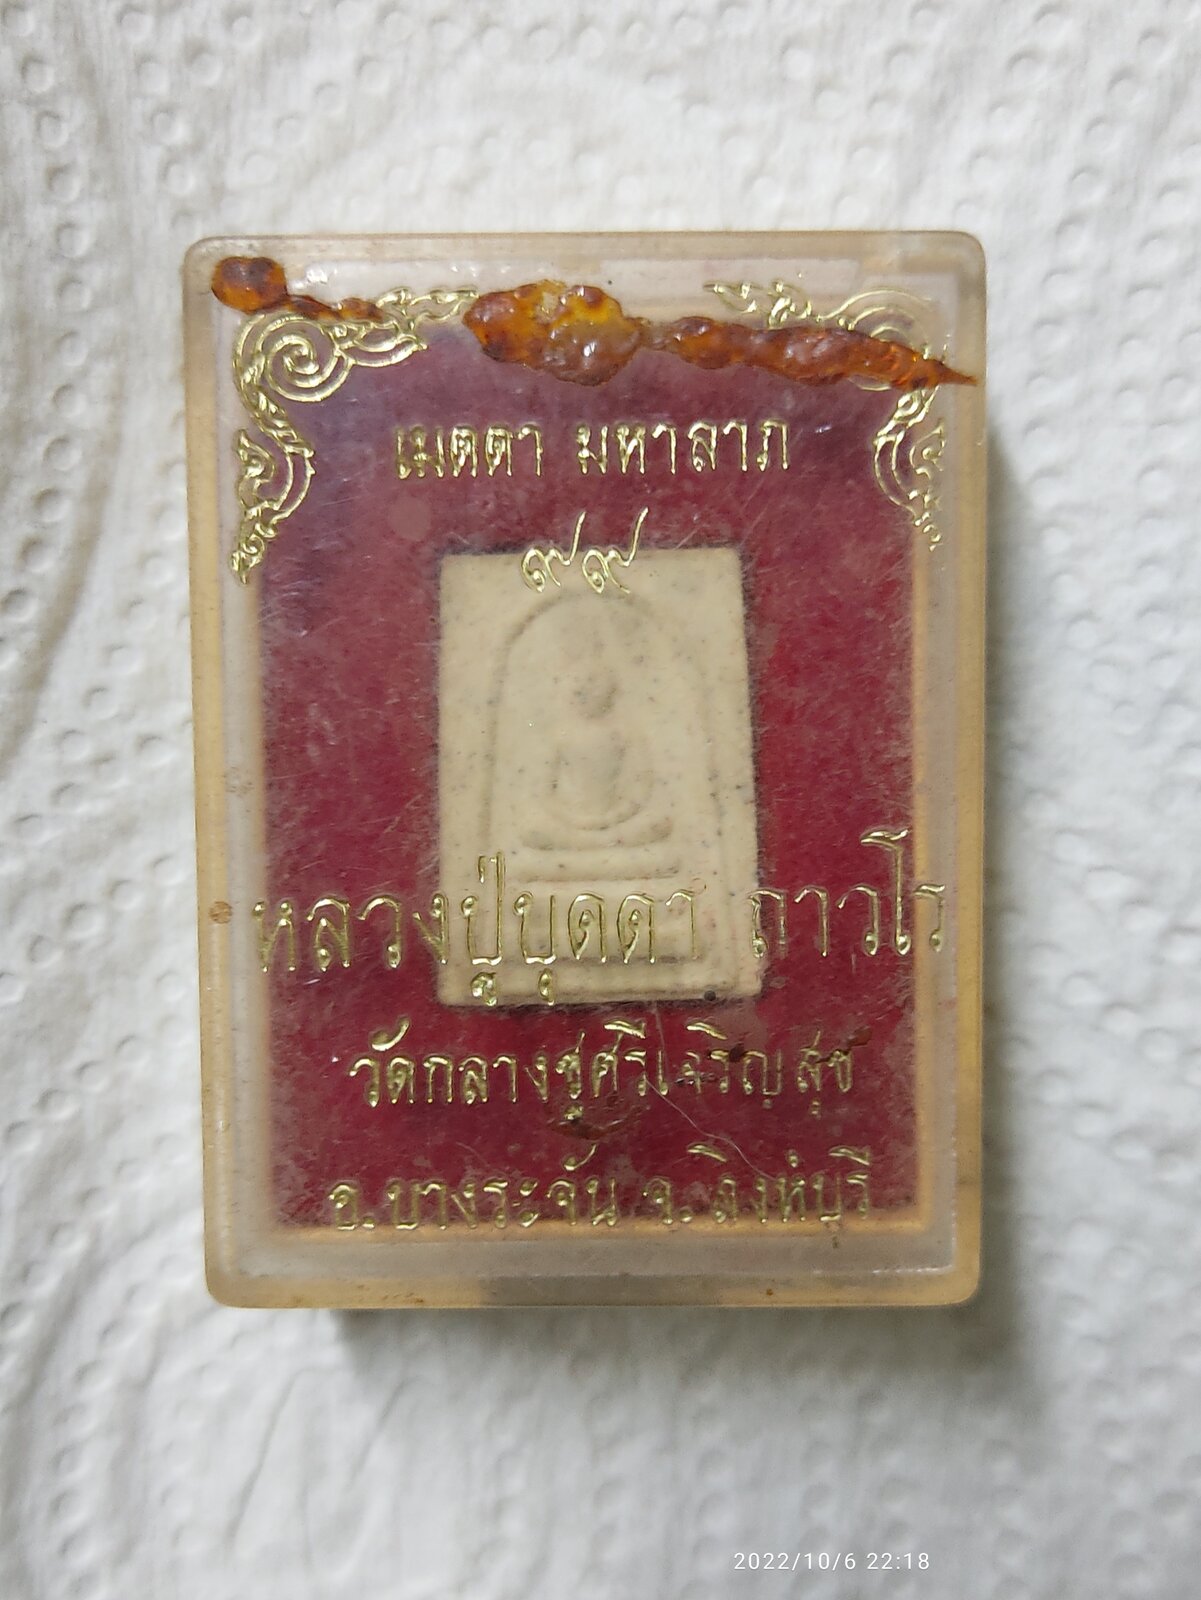 เมตตา มหาลาภ
๙๙
หลวงปู่บุดดา ถาวโร
วัดกลางชูศรีเจริญสุข
อ.บางระจัน จ.สิงห์บุรี
2022/10/6 22:18